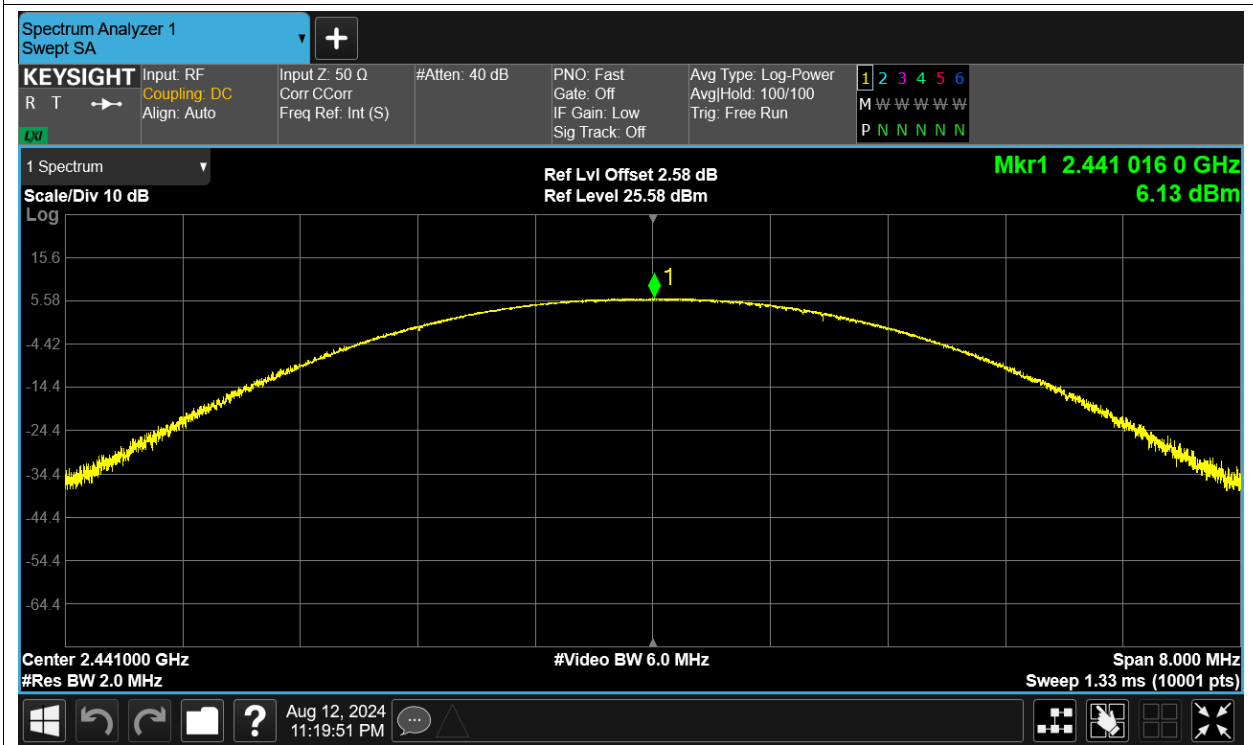 Spectrum Analyzer 1
Swept SA
KEYSIGHT
R T
LXI
Input: RF
Coupling: DC
Align: Auto
Input Z: 50 Ω
Corr CCorr
Freq Ref: Int (S)
#Atten: 40 dB
PNO: Fast
Gate: Off
IF Gain: Low
Sig Track: Off
Avg Type: Log-Power
Avg|Hold: 100/100
Trig: Free Run
1 2 3 4 5 6
M W W W W W
P N N N N N
1 Spectrum
Scale/Div 10 dB
Log
Ref Lvl Offset 2.58 dB
Ref Level 25.58 dBm
Mkr1 2.441 016 0 GHz
6.13 dBm
1
15.6
5.58
-4.42
-14.4
-24.4
-34.4
-44.4
-54.4
-64.4
Center 2.441000 GHz
#Video BW 6.0 MHz
Span 8.000 MHz
#Res BW 2.0 MHz
Sweep 1.33 ms (10001 pts)
?
Aug 12, 2024
11:19:51 PM